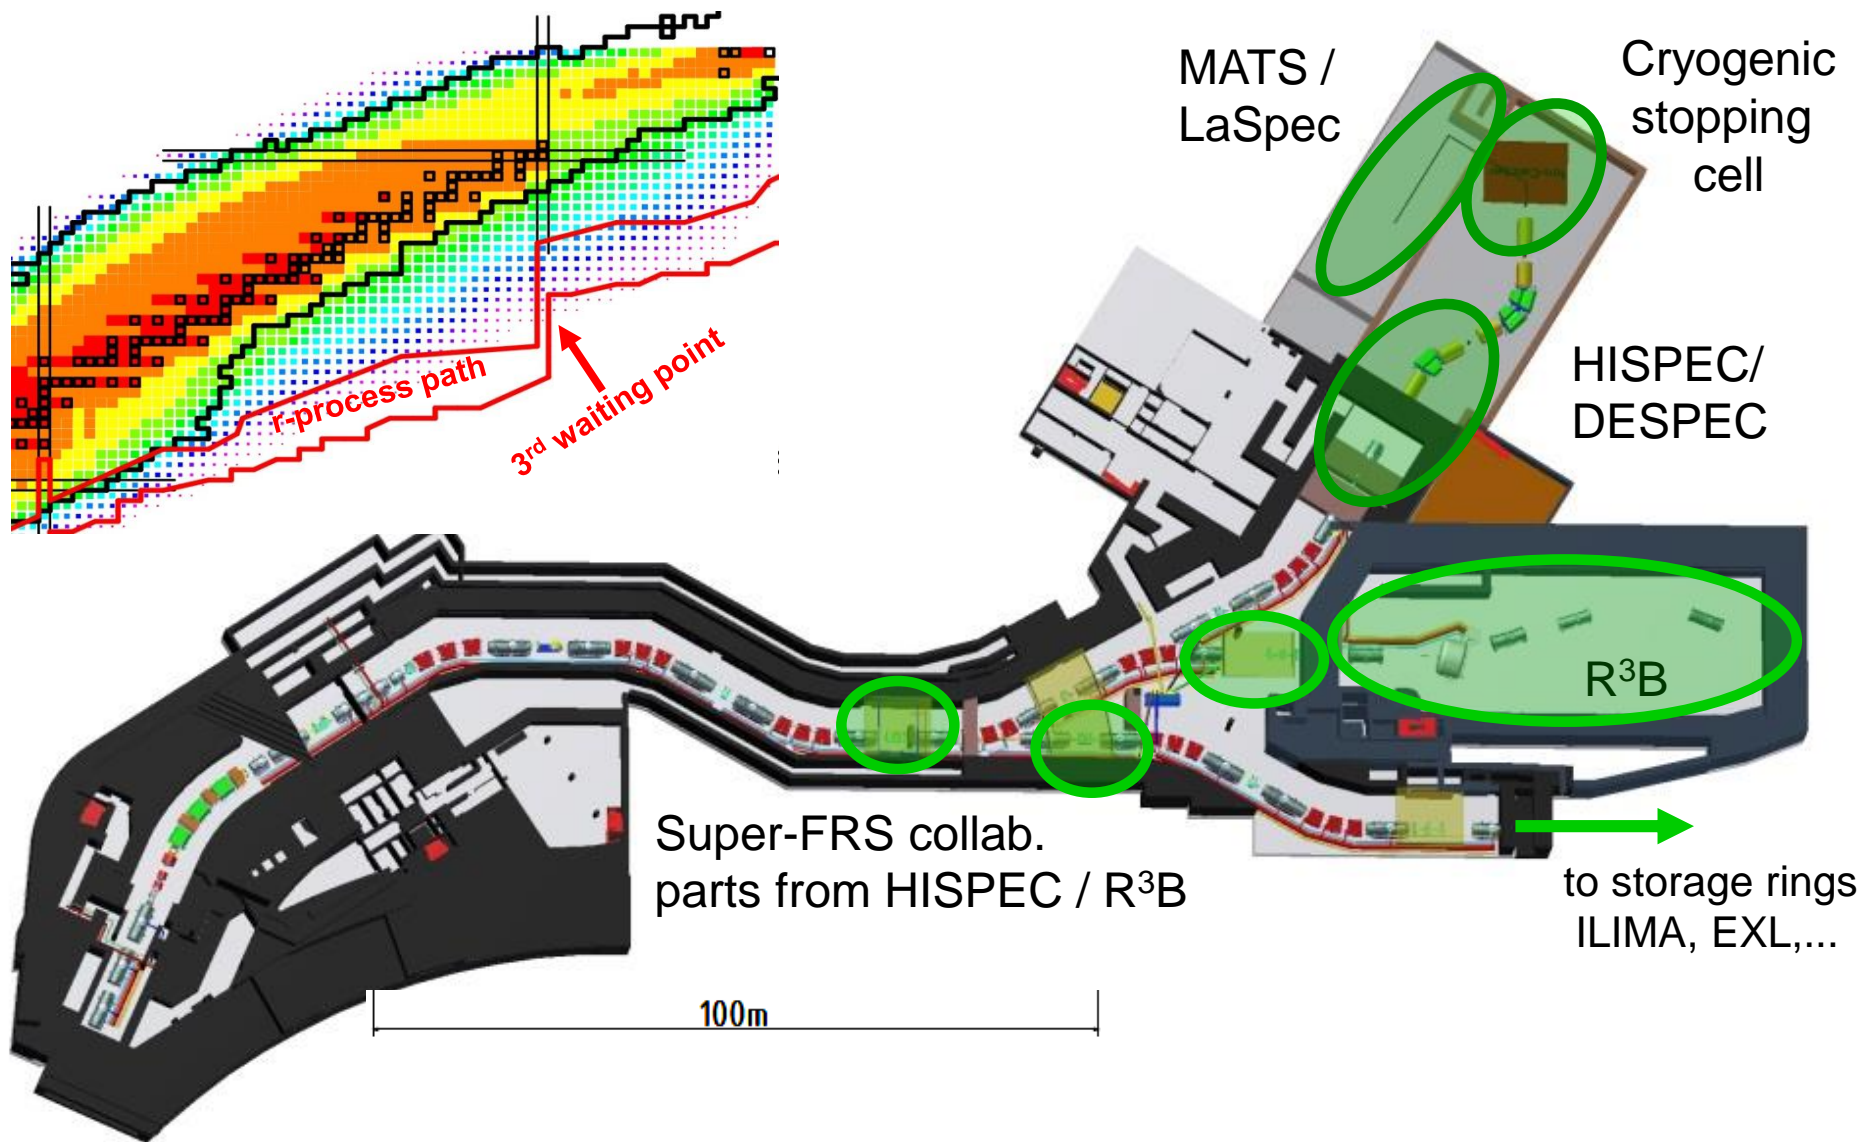 MATS /
LaSpec
Cryogenic
stopping
cell
r-process path
3rd waiting point
HISPEC/
DESPEC
R³B
Super-FRS collab.
parts from HISPEC / R³B
to storage rings
ILIMA, EXL,...
100m